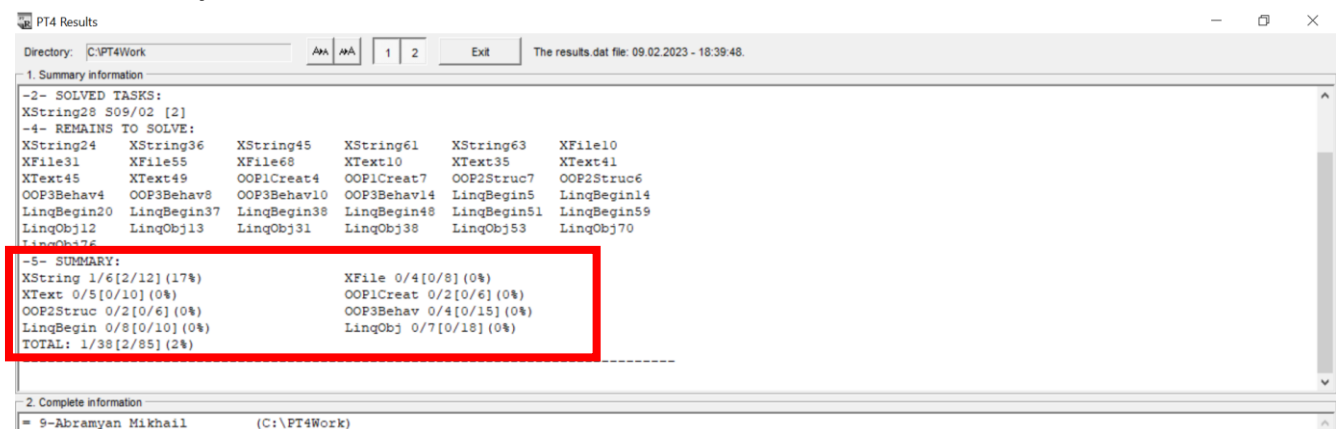 PT4 Results
Directory: C:\PT4Work AAA AAA 1 2 Exit The results.dat file: 09.02.2023 - 18:39:48.
1. Summary information
-2- SOLVED TASKS:
XString28 S09/02 [2]
-4- REMAINS TO SOLVE:
XString24 XString36 XString45 XString61 XString63 XFile10
XFile31 XFile55 XFile68 XText10 XText35 XText41
XText45 XText49 OOP1Creat4 OOP1Creat7 OOP2Struc7 OOP2Struc6
OOP3Behav4 OOP3Behav8 OOP3Behav10 OOP3Behav14 LinqBegin5 LinqBegin14
LinqBegin20 LinqBegin37 LinqBegin38 LinqBegin48 LinqBegin51 LinqBegin59
LinqObj12 LinqObj13 LinqObj31 LinqObj38 LinqObj53 LinqObj70
LinqObj76
-5- SUMMARY:
XString 1/6[2/12](17%) XFile 0/4[0/8](0%)
XText 0/5[0/10](0%) OOP1Creat 0/2[0/6](0%)
OOP2Struc 0/2[0/6](0%) OOP3Behav 0/4[0/15](0%)
LinqBegin 0/8[0/10](0%) LinqObj 0/7[0/18](0%)
TOTAL: 1/38[2/85](2%)
2. Complete information
= 9-Abramyan Mikhail (C:\PT4Work)